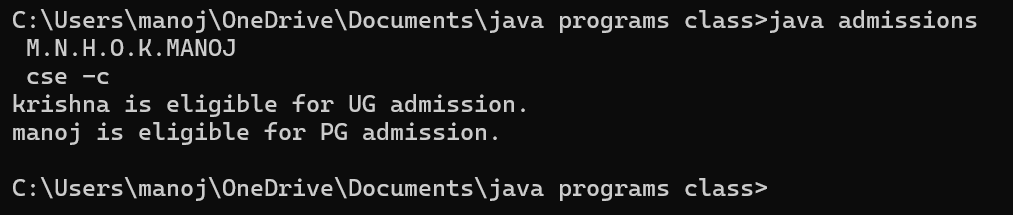 C:\Users\manoj\OneDrive\Documents\java programs class>java admissions
M.N.H.O.K.MANOJ
cse -c
krishna is eligible for UG admission.
manoj is eligible for PG admission.
C:\Users\manoj\OneDrive\Documents\java programs class>